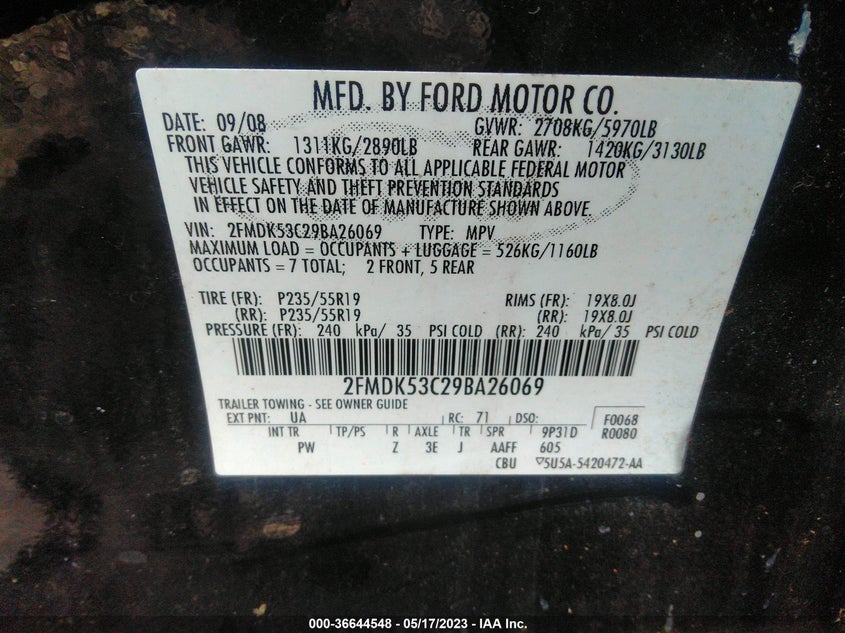 MFD. BY FORD MOTOR CO.
DATE: 09/08 GVWR: 2708KG/5970LB
FRONT GAWR: 1311KG/2890LB REAR GAWR: 1420KG/3130LB
THIS VEHICLE CONFORMS TO ALL APPLICABLE FEDERAL MOTOR
VEHICLE SAFETY AND THEFT PREVENTION STANDARDS
IN EFFECT ON THE DATE OF MANUFACTURE SHOWN ABOVE.
VIN: 2FMDK53C29BA26069 TYPE: MPV
MAXIMUM LOAD = OCCUPANTS + LUGGAGE = 526KG/1160LB
OCCUPANTS = 7 TOTAL; 2 FRONT, 5 REAR
TIRE (FR): P235/55R19 RIMS (FR): 19X8.0J
(RR): P235/55R19 (RR): 19X8.0J
PRESSURE (FR): 240 kPa/ 35 PSI COLD (RR): 240 kPa/ 35 PSI COLD
2FMDK53C29BA26069
TRAILER TOWING - SEE OWNER GUIDE
EXT PNT: UA RC: 71 DSO: F0068
INT TR TP/PS R AXLE TR SPR 9P31D R0080
PW Z 3E J AAFF 605
CBU ▽5U5A-5420472-AA
000-36644548 - 05/17/2023 - IAA Inc.